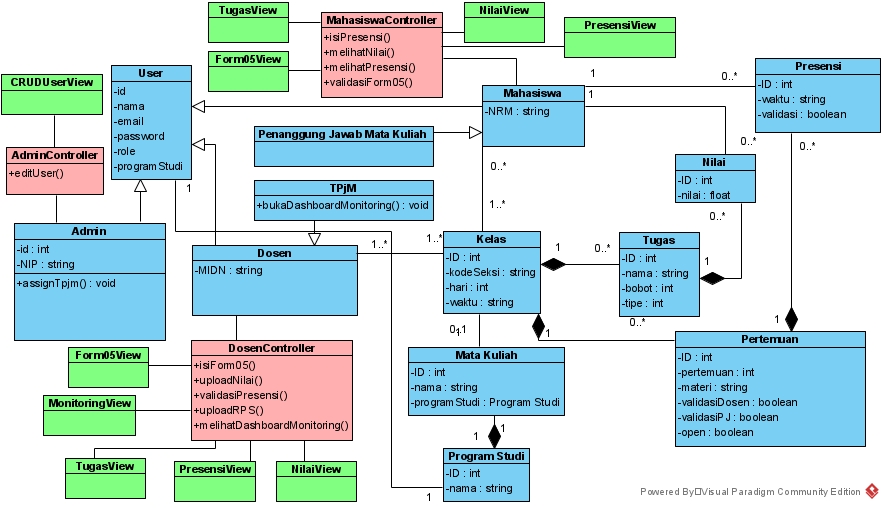 TugasView
MahasiswaController
+isiPresensi()
+melihatNilai()
+melihatPresensi()
+validasiForm05()
NilaiView
PresensiView
Form05View
CRUDUserView
User
-id
-nama
-email
-password
-role
-programStudi
Mahasiswa
-NRM : string
Presensi
-ID : int
-waktu : string
-validasi : boolean
1
0..*
1
Penanggung Jawab Mata Kuliah
AdminController
+editUser()
Nilai
-ID : int
-nilai : float
0..*
0..*
0..*
0..*
1
TPjM
+bukaDashboardMonitoring() : void
1..*
Admin
-id : int
-NIP : string
+assignTpjm() : void
Dosen
-MIDN : string
1..*
1..*
Kelas
-ID : int
-kodeSeksi : string
-hari : int
-waktu : string
1
0..*
Tugas
-ID : int
-nama : string
-bobot : int
-tipe : int
1
0..*
1
1
Pertemuan
-ID : int
-pertemuan : int
-materi : string
-validasiDosen : boolean
-validasiPJ : boolean
-open : boolean
DosenController
+isiForm05()
+uploadNilai()
+validasiPresensi()
+uploadRPS()
+melihatDashboardMonitoring()
Form05View
MonitoringView
TugasView
PresensiView
NilaiView
Mata Kuliah
-ID : int
-nama : string
-programStudi : Program Studi
1
1
Program Studi
-ID : int
-nama : string
1
Powered By Visual Paradigm Community Edition